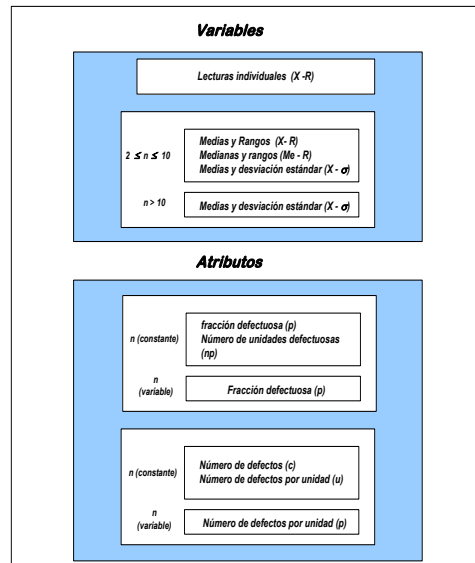 Variables
Lecturas individuales (X -R)
2 ≤ n ≤ 10
Medias y Rangos (X- R)
Medianas y rangos (Me - R)
Medias y desviación estándar (X - σ)
n > 10
Medias y desviación estándar (X - σ)
Atributos
n (constante)
fracción defectuosa (p)
Número de unidades defectuosas
(np)
n
(variable)
Fracción defectuosa (p)
n (constante)
Número de defectos (c)
Número de defectos por unidad (u)
n
(variable)
Número de defectos por unidad (p)